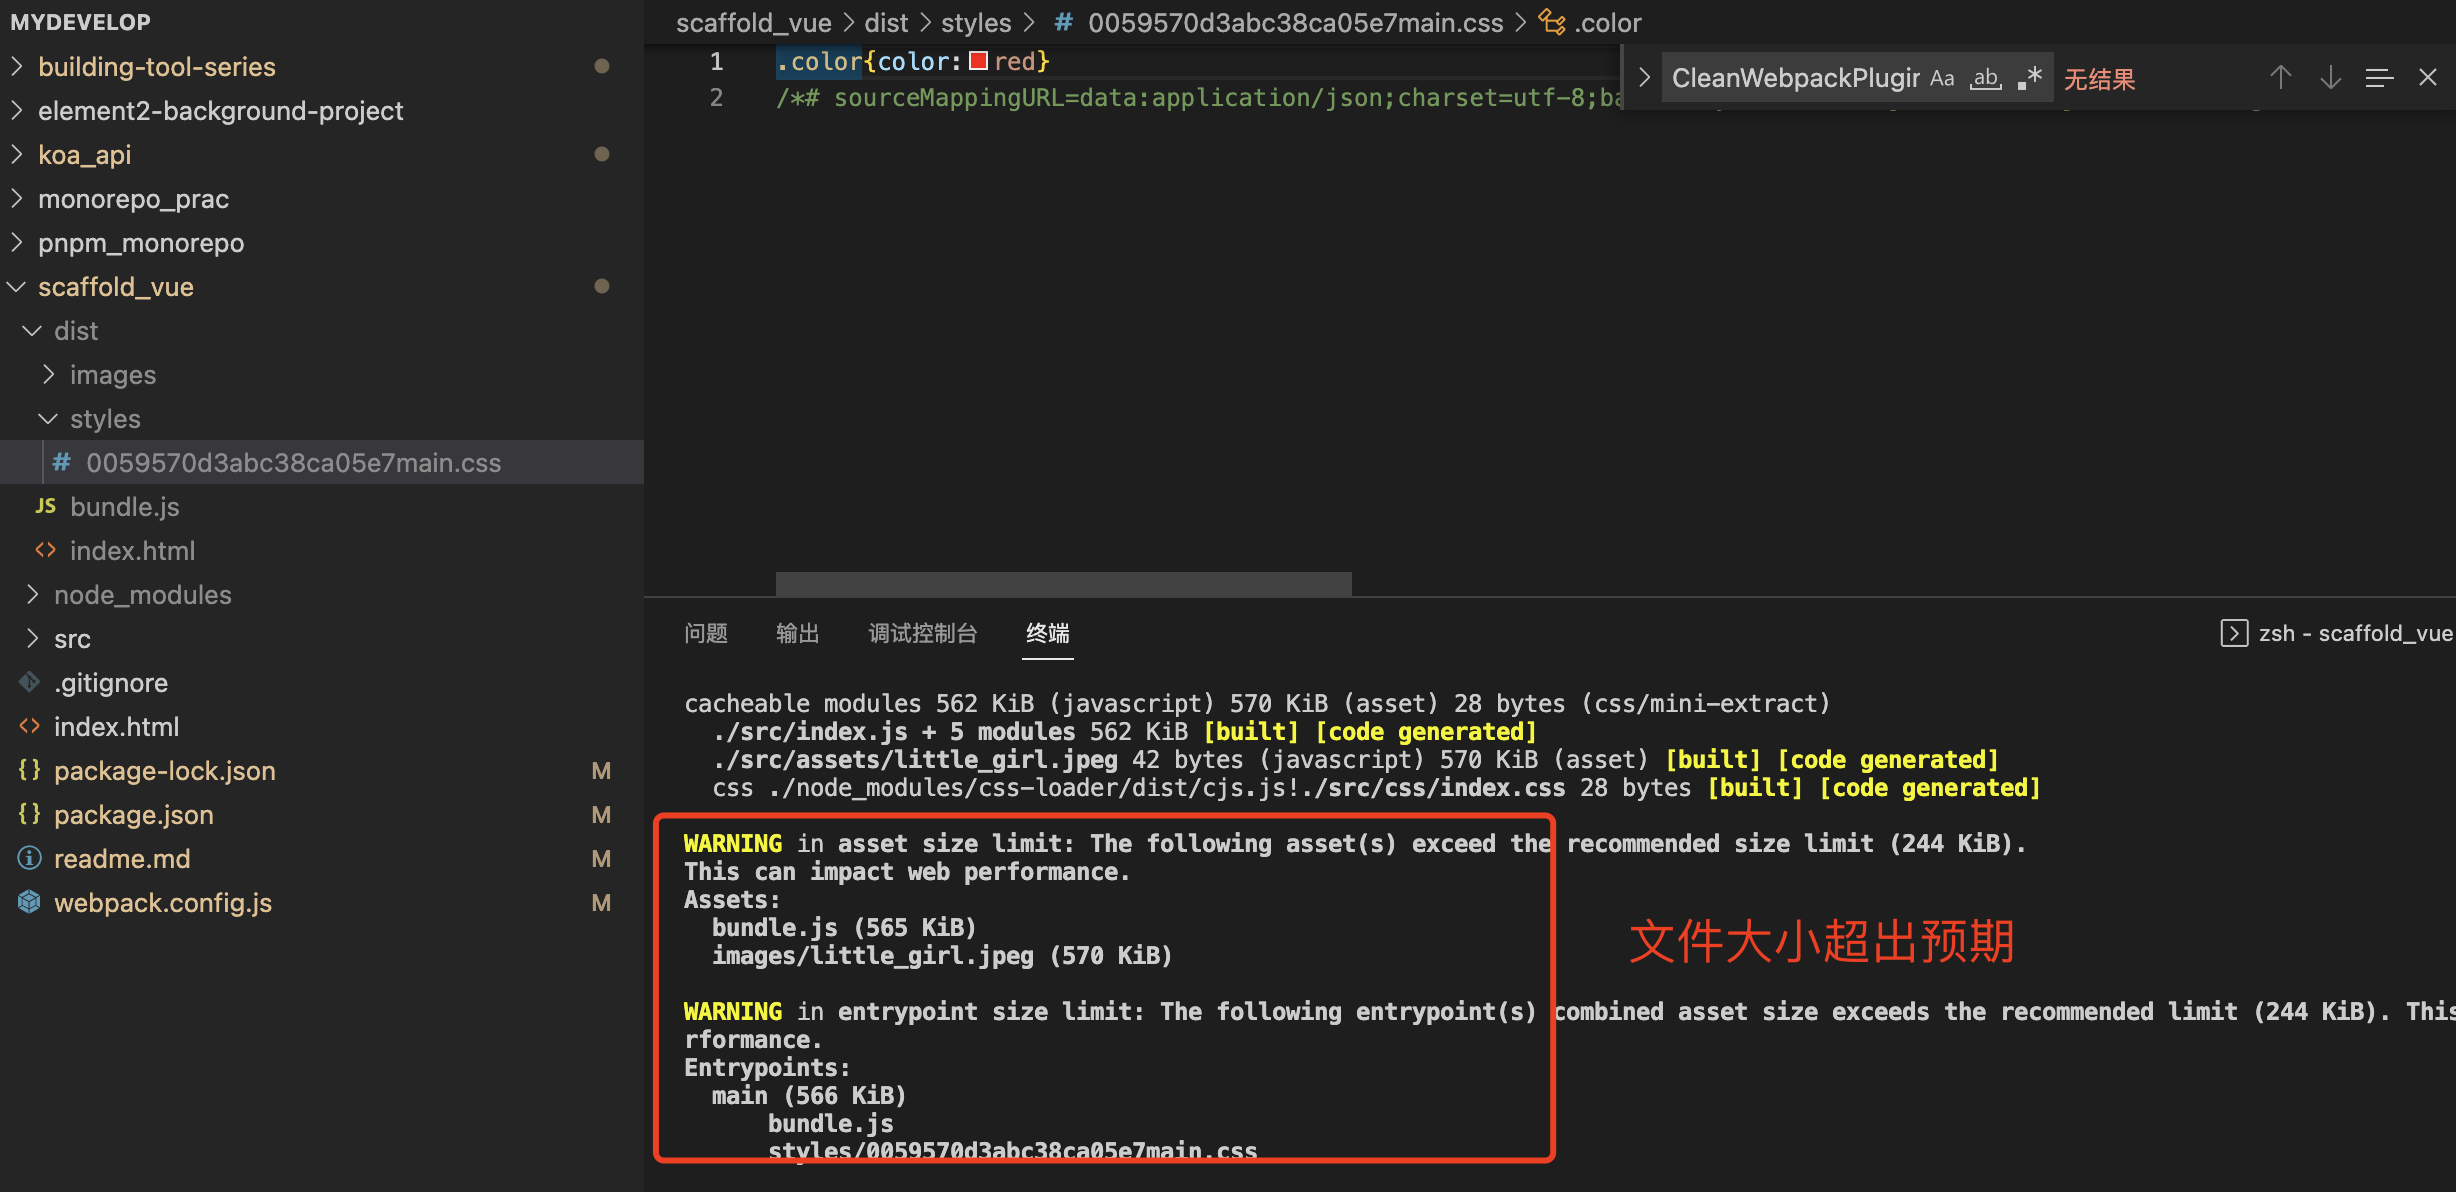 MYDEVELOP
building-tool-series
element2-background-project
koa_api
monorepo_prac
pnpm_monorepo
scaffold_vue
dist
images
styles
# 0059570d3abc38ca05e7main.css
JS bundle.js
<> index.html
node_modules
src
.gitignore
<> index.html
{} package-lock.json M
{} package.json M
readme.md M
webpack.config.js M
scaffold_vue > dist > styles > # 0059570d3abc38ca05e7main.css > .color
1 .color{color: red}
2 /*# sourceMappingURL=data:application/json;charset=utf-8;ba
CleanWebpackPlugin Aa ab .* 无结果
问题 输出 调试控制台 终端
zsh - scaffold_vue
cacheable modules 562 KiB (javascript) 570 KiB (asset) 28 bytes (css/mini-extract)
./src/index.js + 5 modules 562 KiB [built] [code generated]
./src/assets/little_girl.jpeg 42 bytes (javascript) 570 KiB (asset) [built] [code generated]
css ./node_modules/css-loader/dist/cjs.js!./src/css/index.css 28 bytes [built] [code generated]
WARNING in asset size limit: The following asset(s) exceed the recommended size limit (244 KiB).
This can impact web performance.
Assets:
bundle.js (565 KiB)
images/little_girl.jpeg (570 KiB)
文件大小超出预期
WARNING in entrypoint size limit: The following entrypoint(s) combined asset size exceeds the recommended limit (244 KiB). This
rformance.
Entrypoints:
main (566 KiB)
bundle.js
styles/0059570d3abc38ca05e7main.css